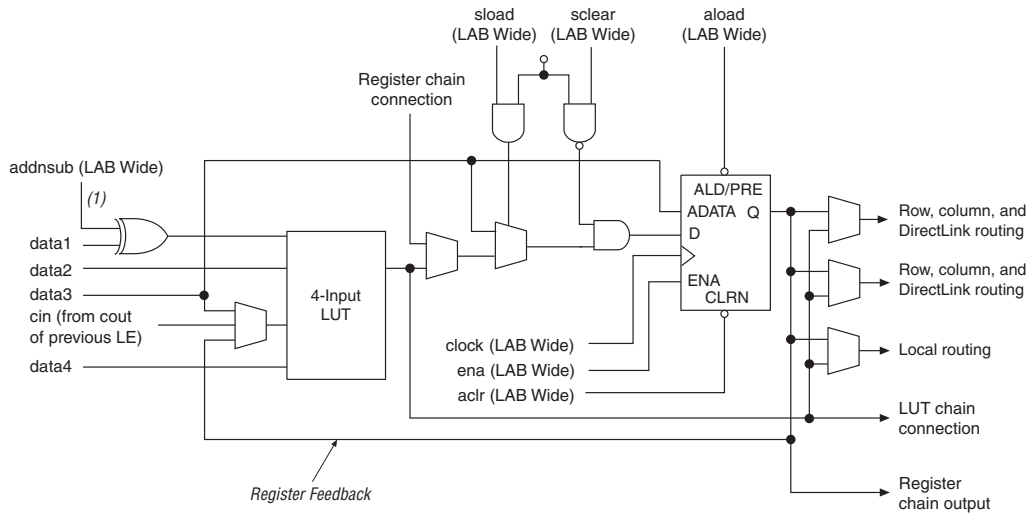 sload
(LAB Wide)
sclear
(LAB Wide)
aload
(LAB Wide)
Register chain
connection
addnsub (LAB Wide)
(1)
data1
data2
data3
cin (from cout
of previous LE)
data4
4-Input
LUT
ALD/PRE
ADATA Q
D
ENA
CLRN
clock (LAB Wide)
ena (LAB Wide)
aclr (LAB Wide)
Row, column, and
DirectLink routing
Row, column, and
DirectLink routing
Local routing
LUT chain
connection
Register
chain output
Register Feedback